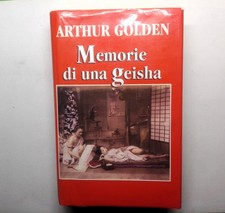 ARTHUR GOLDEN
Memorie
di una geisha